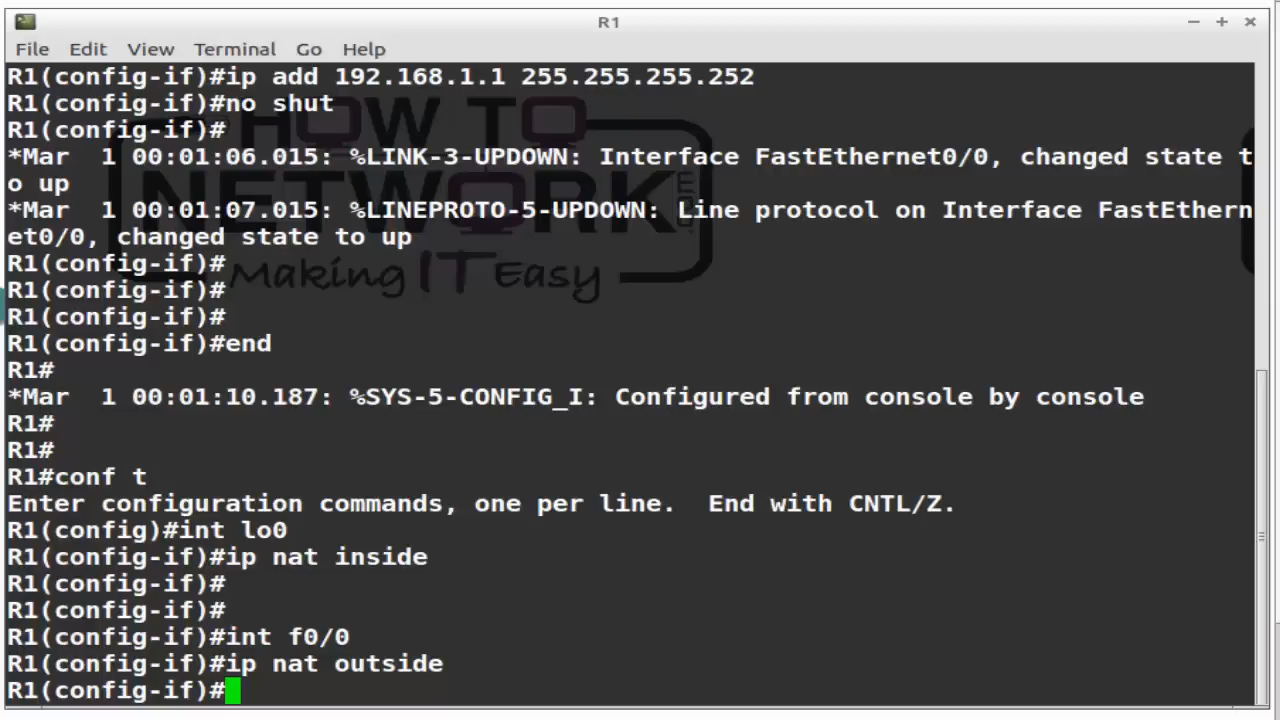 R1
File Edit View Terminal Go Help
R1(config-if)#ip add 192.168.1.1 255.255.255.252
R1(config-if)#no shut
R1(config-if)#
*Mar  1 00:01:06.015: %LINK-3-UPDOWN: Interface FastEthernet0/0, changed state t
o up
*Mar  1 00:01:07.015: %LINEPROTO-5-UPDOWN: Line protocol on Interface FastEthern
et0/0, changed state to up
R1(config-if)#
R1(config-if)#
R1(config-if)#
R1(config-if)#end
R1#
*Mar  1 00:01:10.187: %SYS-5-CONFIG_I: Configured from console by console
R1#
R1#
R1#conf t
Enter configuration commands, one per line.  End with CNTL/Z.
R1(config)#int lo0
R1(config-if)#ip nat inside
R1(config-if)#
R1(config-if)#
R1(config-if)#int f0/0
R1(config-if)#ip nat outside
R1(config-if)#
HOW TO
NETWORK
.com
Making IT Easy